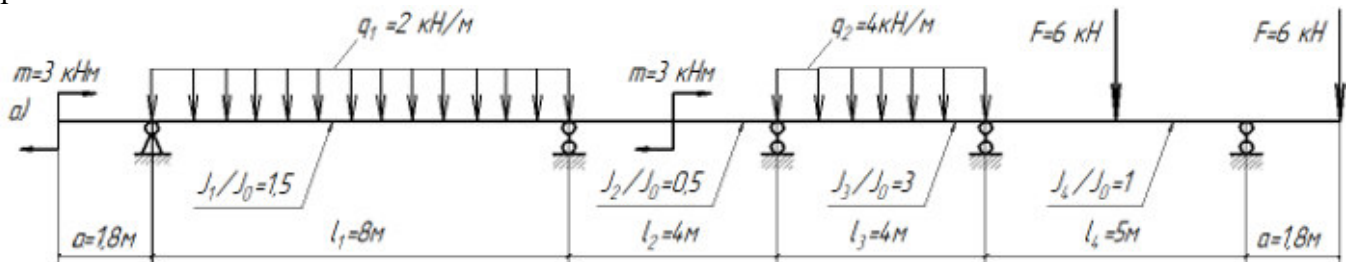 q₁ =2 кН/м
q₂ =4кН/м
F=6 кН
F=6 кН
m=3 кНм
m=3 кНм
а)
J₁/J₀=1,5
J₂/J₀=0,5
J₃/J₀=3
J₄/J₀=1
a=1,8м
l₁=8м
l₂=4м
l₃=4м
l₄=5м
a=1,8м